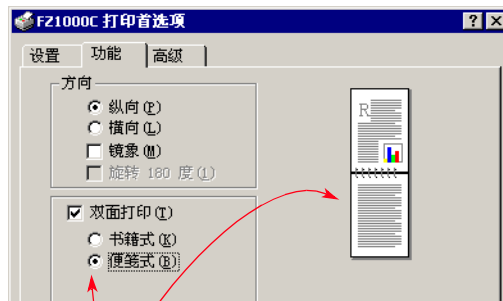 FZ1000C 打印首选项
设置 功能 高级
方向
纵向(P)
横向(L)
镜象(M)
旋转 180 度(1)
双面打印(T)
书籍式(K)
便笺式(B)
R